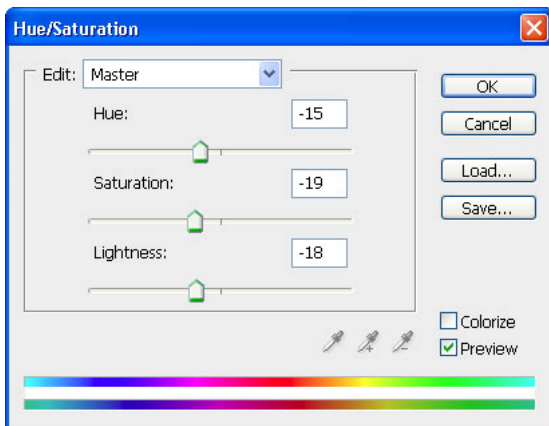 Hue/Saturation
Edit: Master
Hue: -15
Saturation: -19
Lightness: -18
OK
Cancel
Load...
Save...
Colorize
Preview